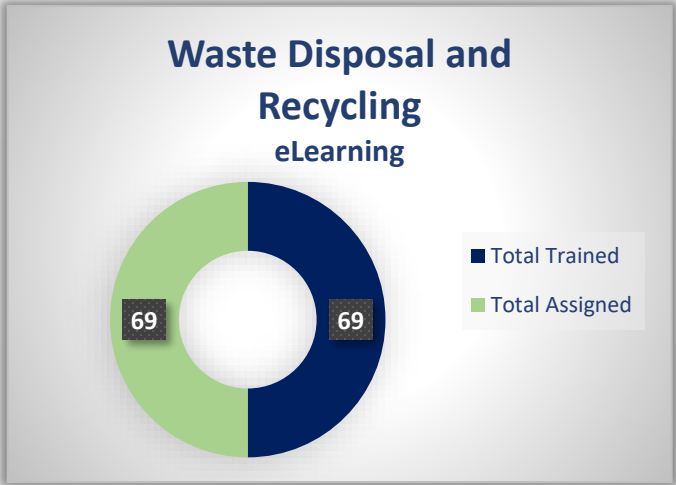 Waste Disposal and
Recycling
eLearning
Total Trained
Total Assigned
69
69